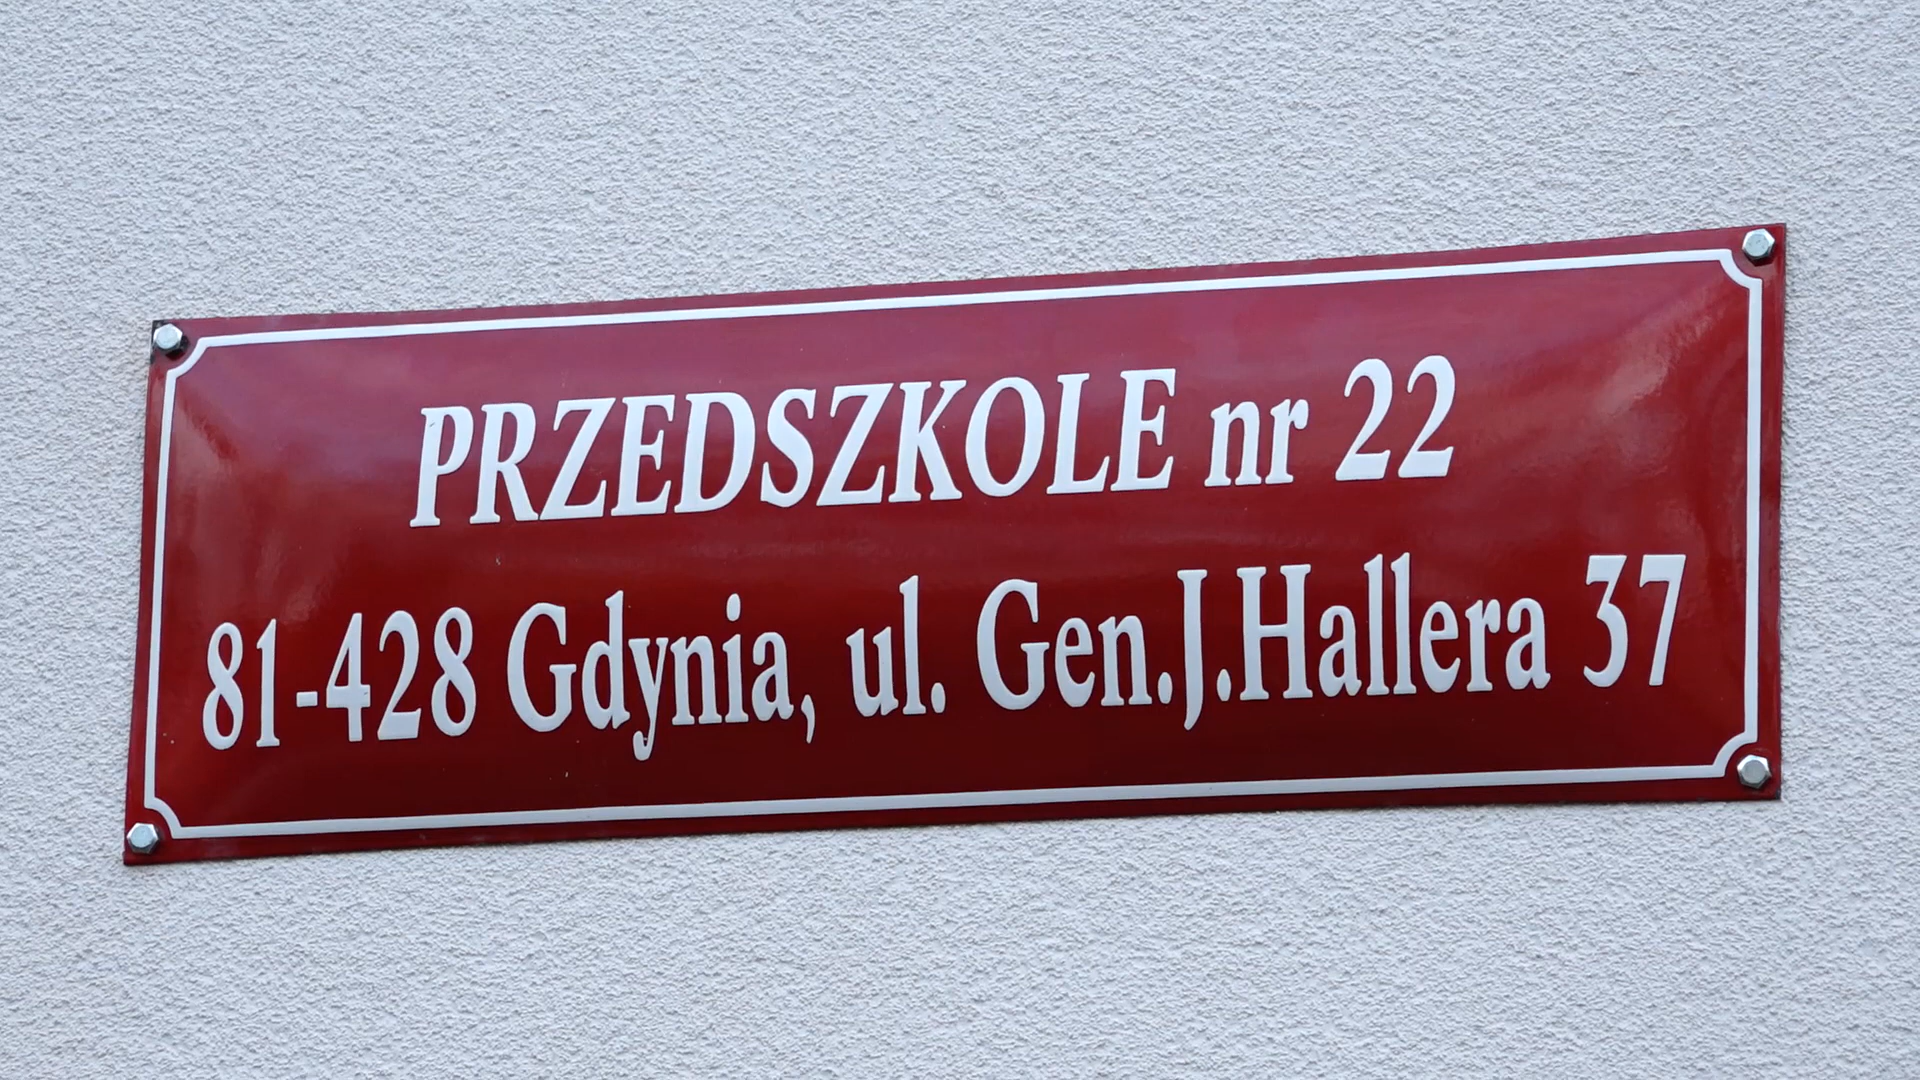 PRZEDSZKOLE nr 22
81-428 Gdynia, ul. Gen.J.Hallera 37